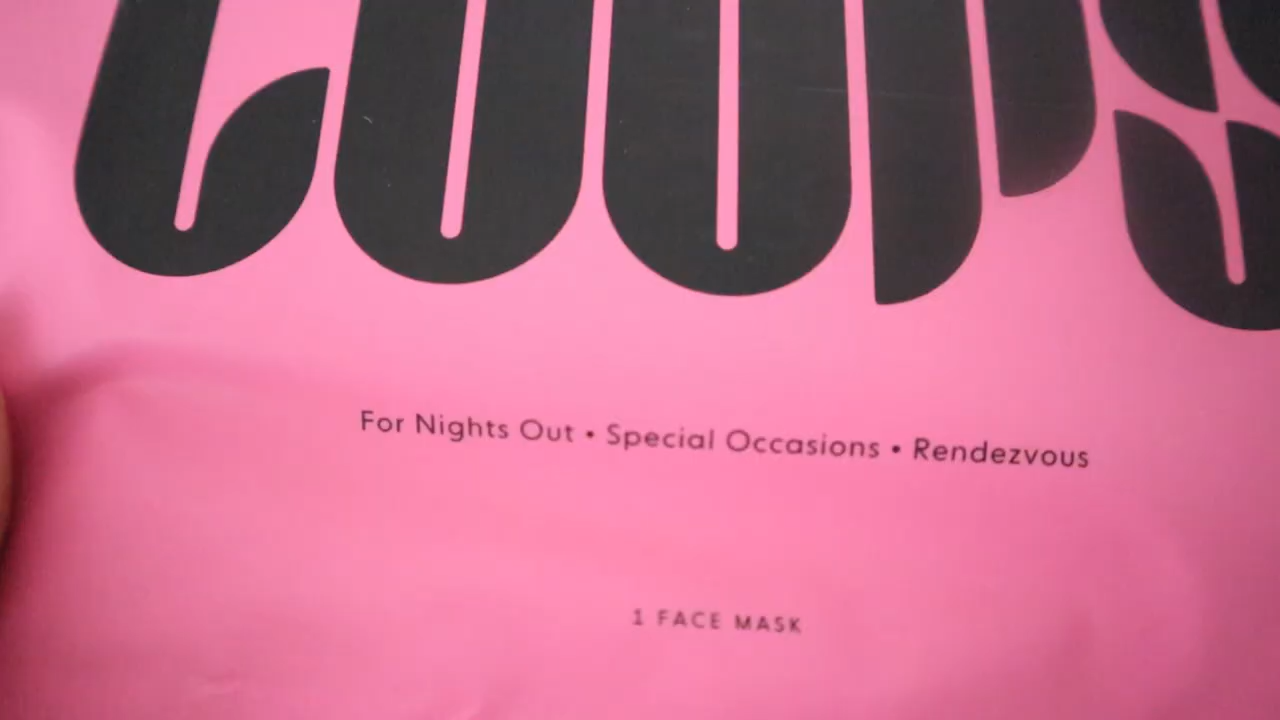 For Nights Out • Special Occasions • Rendezvous
1 FACE MASK